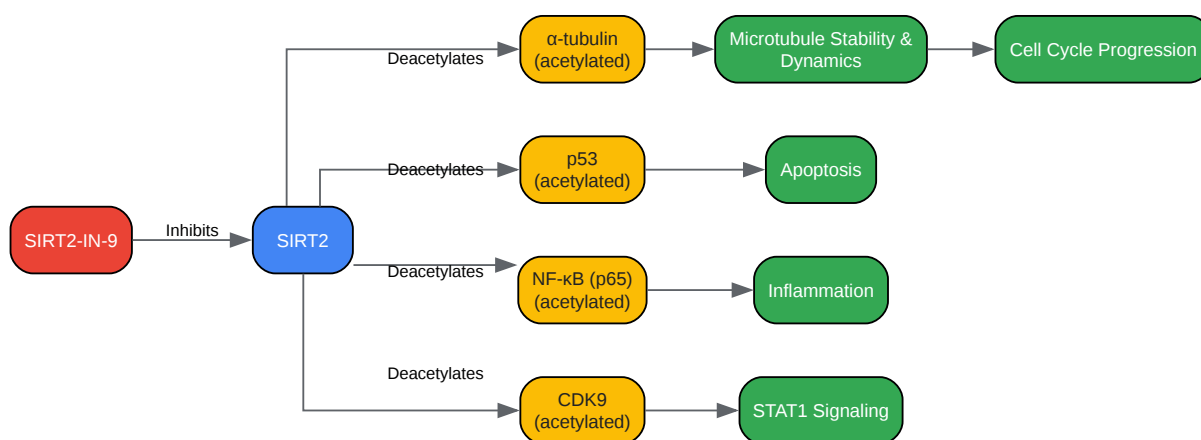 α-tubulin
(acetylated)
Microtubule Stability &
Dynamics
Cell Cycle Progression
Deacetylates
p53
(acetylated)
Apoptosis
Deacetylates
SIRT2-IN-9
Inhibits
SIRT2
Deacetylates
NF-κB (p65)
(acetylated)
Inflammation
Deacetylates
CDK9
(acetylated)
STAT1 Signaling